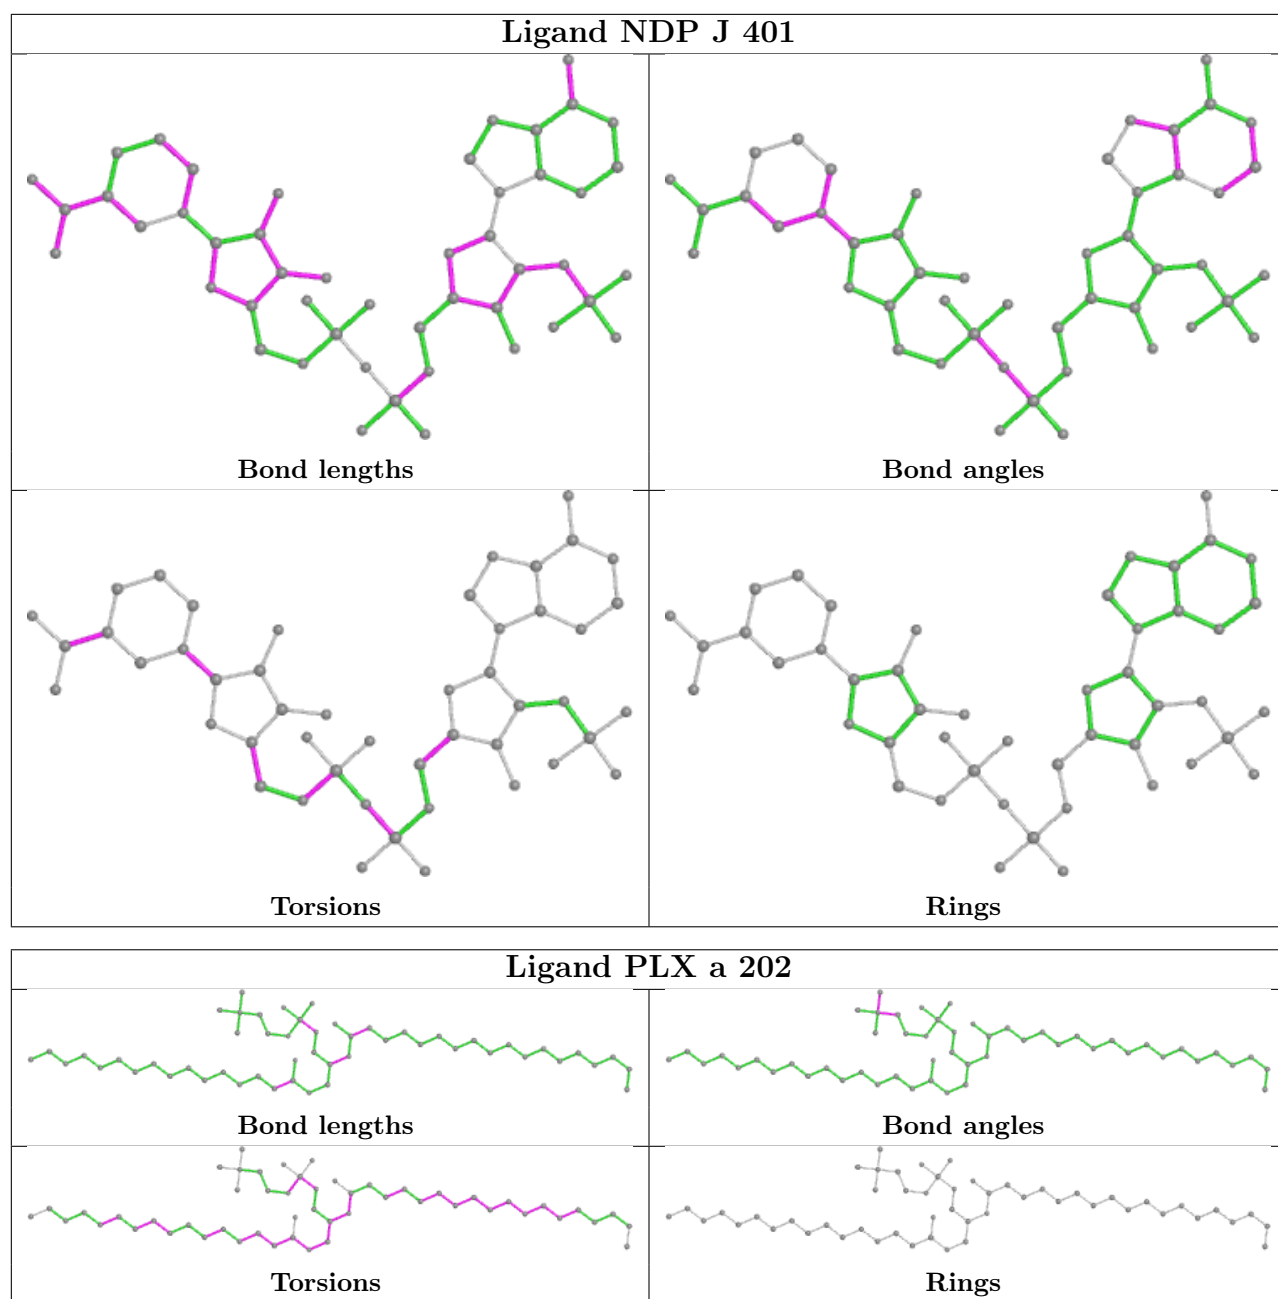 Ligand NDP J 401
Bond lengths
Bond angles
Torsions
Rings
Ligand PLX a 202
Bond lengths
Bond angles
Torsions
Rings